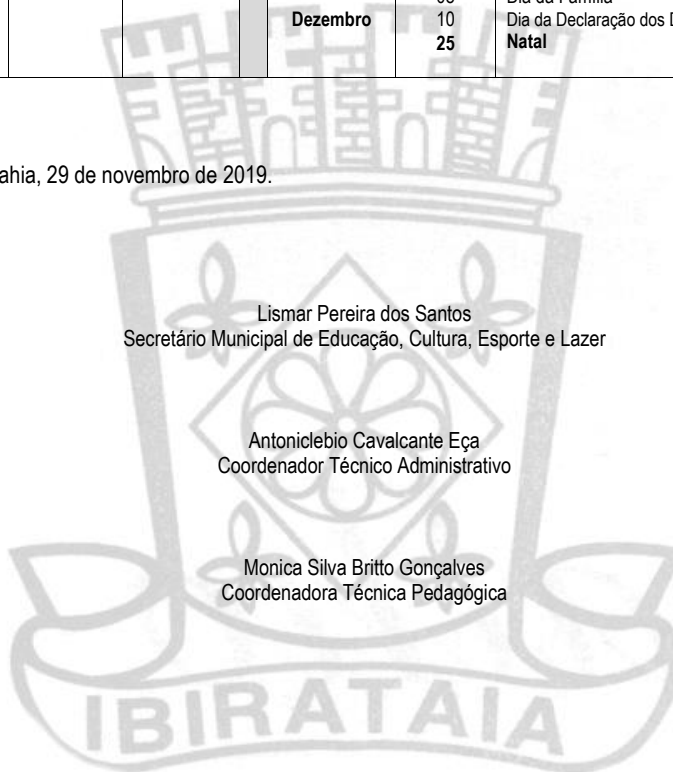 Dia da Família
Dezembro 10 Dia da Declaração dos
25 Natal
ahia, 29 de novembro de 2019.
Lismar Pereira dos Santos
Secretário Municipal de Educação, Cultura, Esporte e Lazer
Antoniclebio Cavalcante Eça
Coordenador Técnico Administrativo
Monica Silva Britto Gonçalves
Coordenadora Técnica Pedagógica
IBIRATAIA